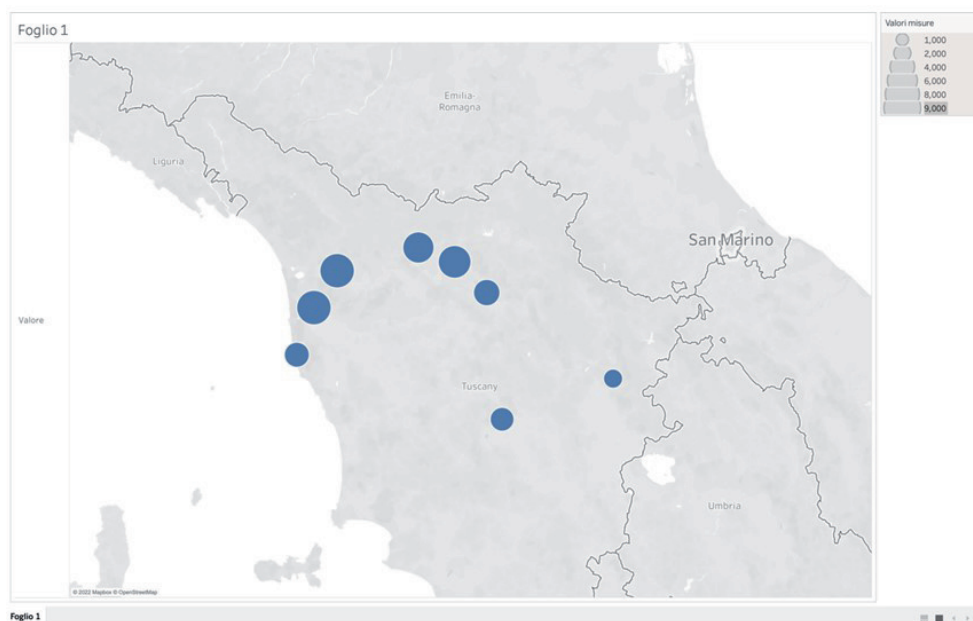 Foglio 1
Valori misure
1,000
2,000
4,000
6,000
8,000
9,000
Emilia-
Romagna
Liguria
San Marino
Valore
Tuscany
Umbria
© 2022 Mapbox © OpenStreetMap
Foglio 1